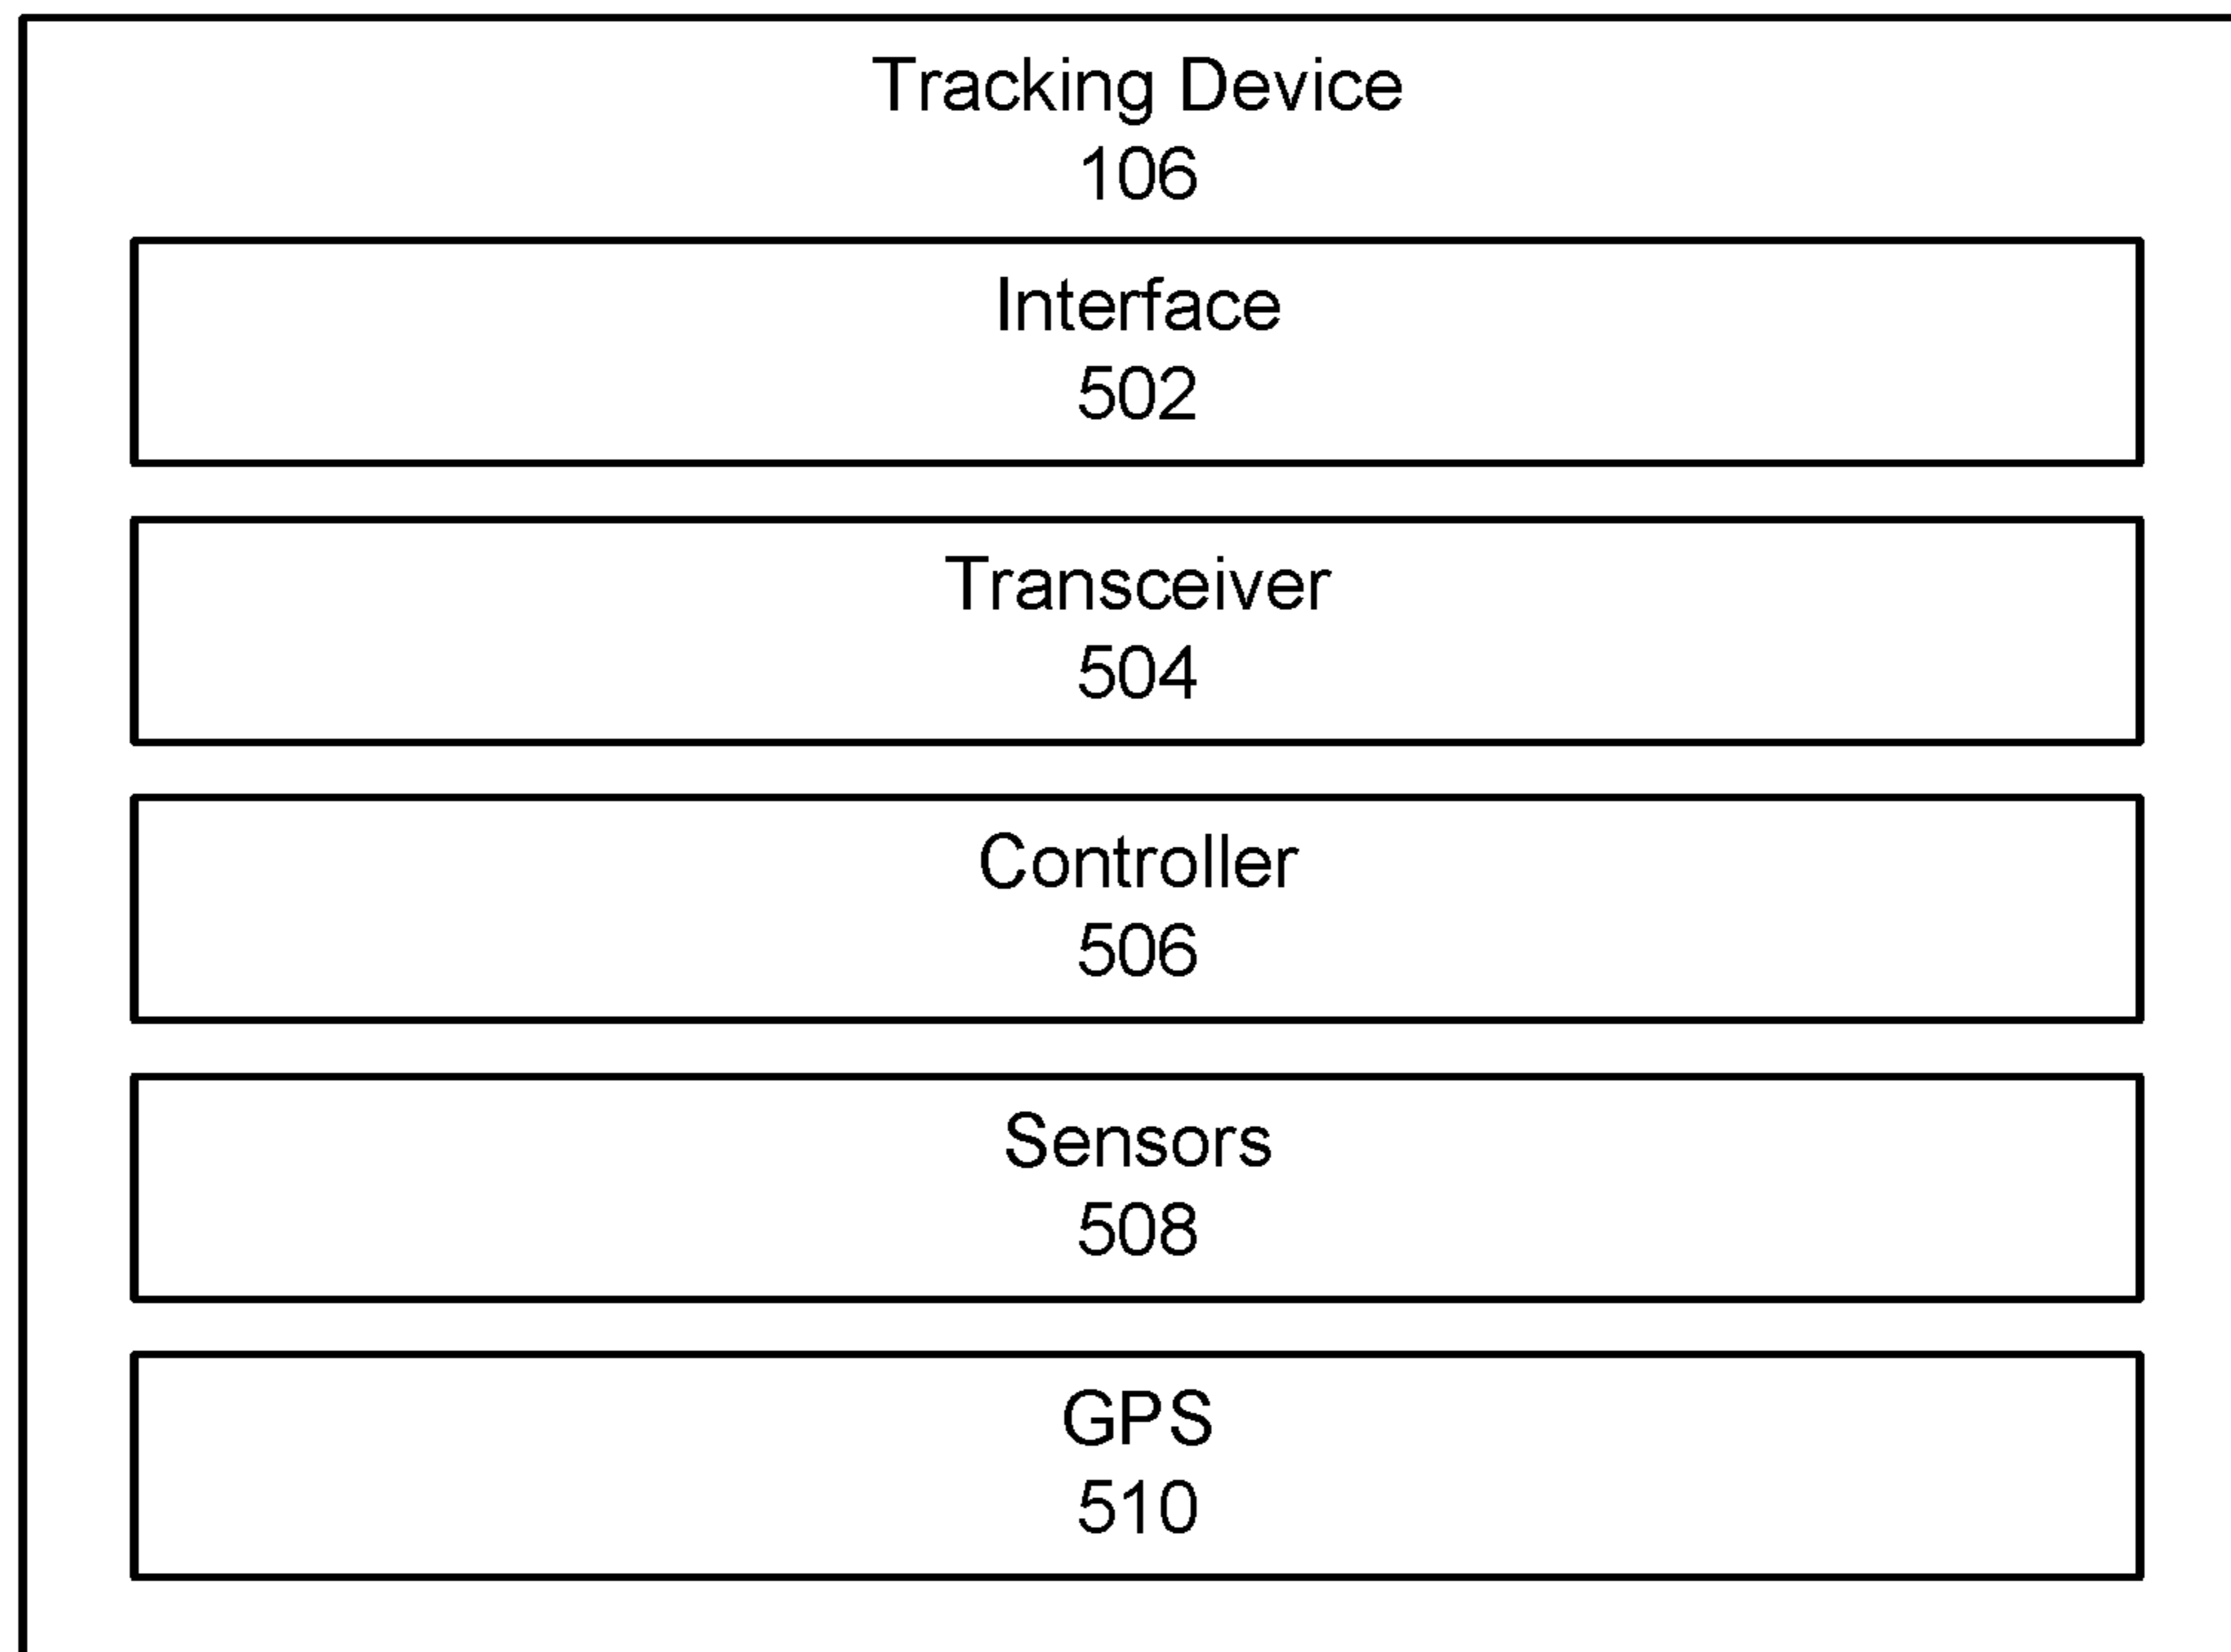 Tracking Device
106
Interface
502
Transceiver
504
Controller
506
Sensors
508
GPS
510